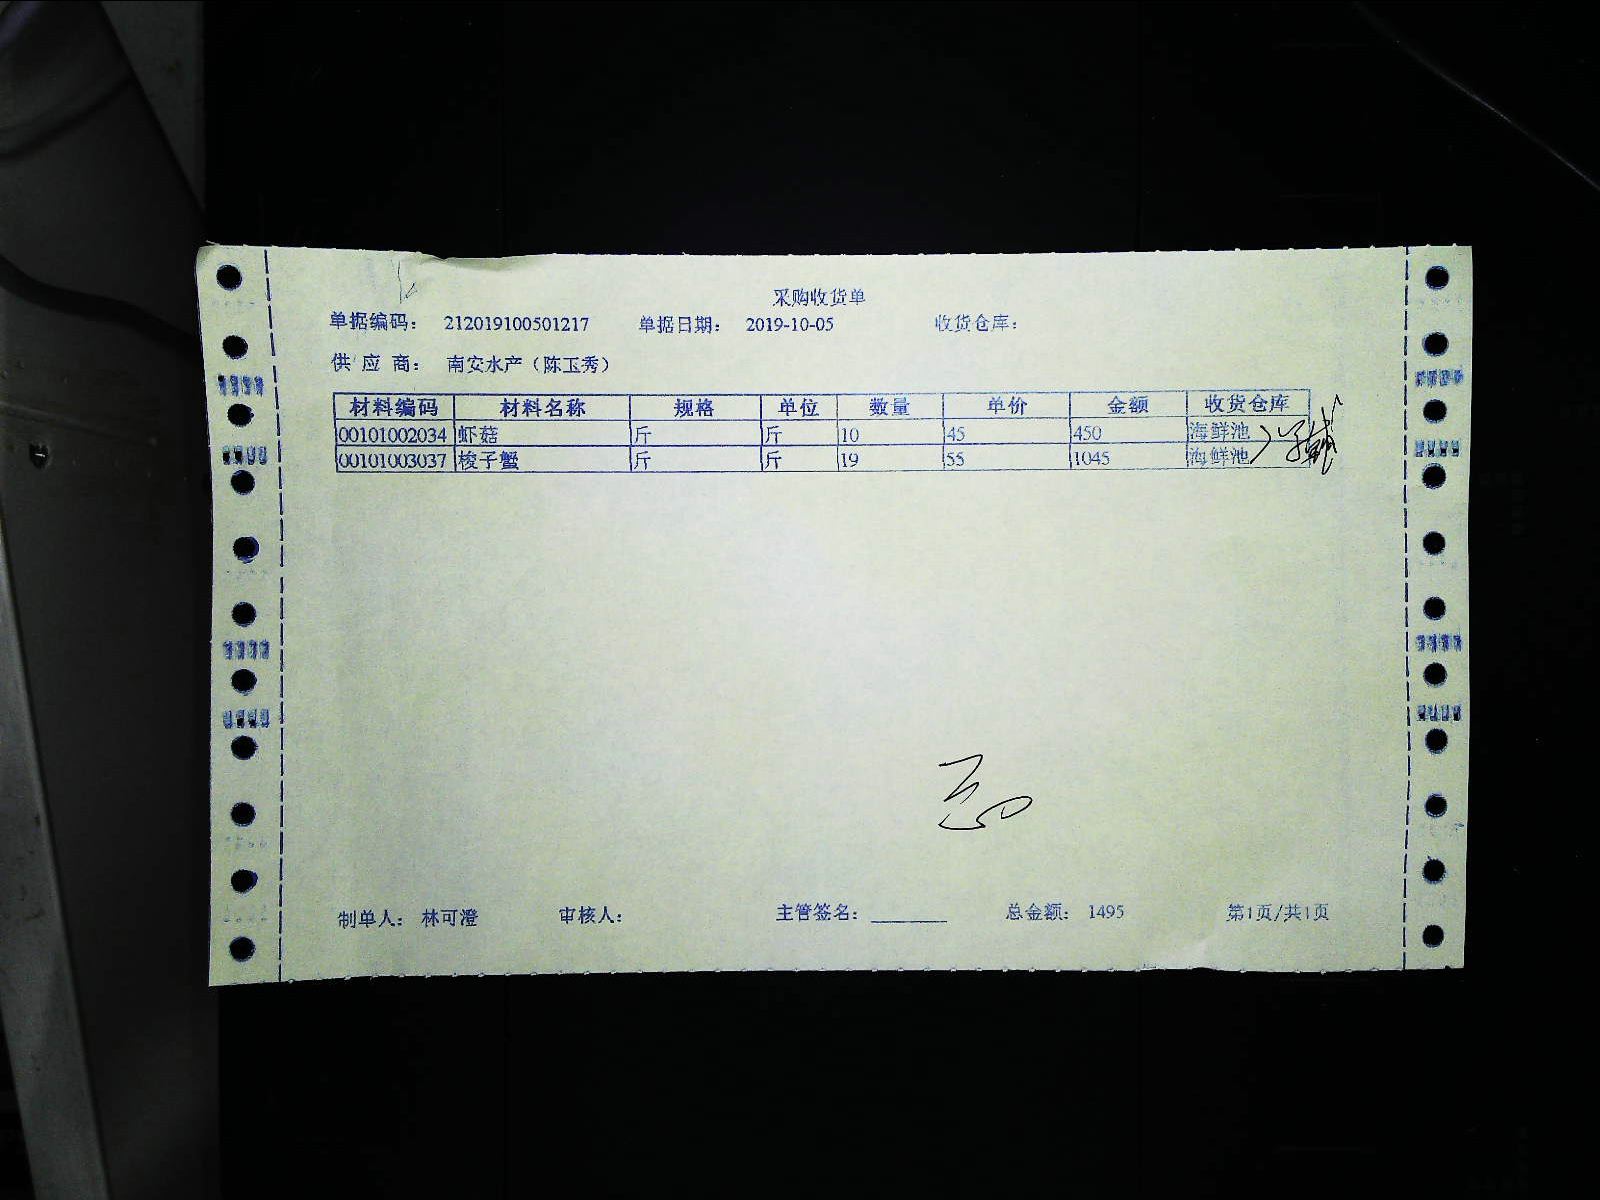 采购收货单
单据编码： 212019100501217 单据日期： 2019-10-05 收货仓库：
供 应 商： 南安水产（陈玉秀）
材料编码 材料名称 规格 单位 数量 单价 金额 收货仓库
00101002034 虾菇 斤 斤 10 45 450 海鲜池
00101003037 梭子蟹 斤 斤 19 55 1045 海鲜池
制单人： 林可澄 审核人： 主管签名： 总金额： 1495 第1页/共1页